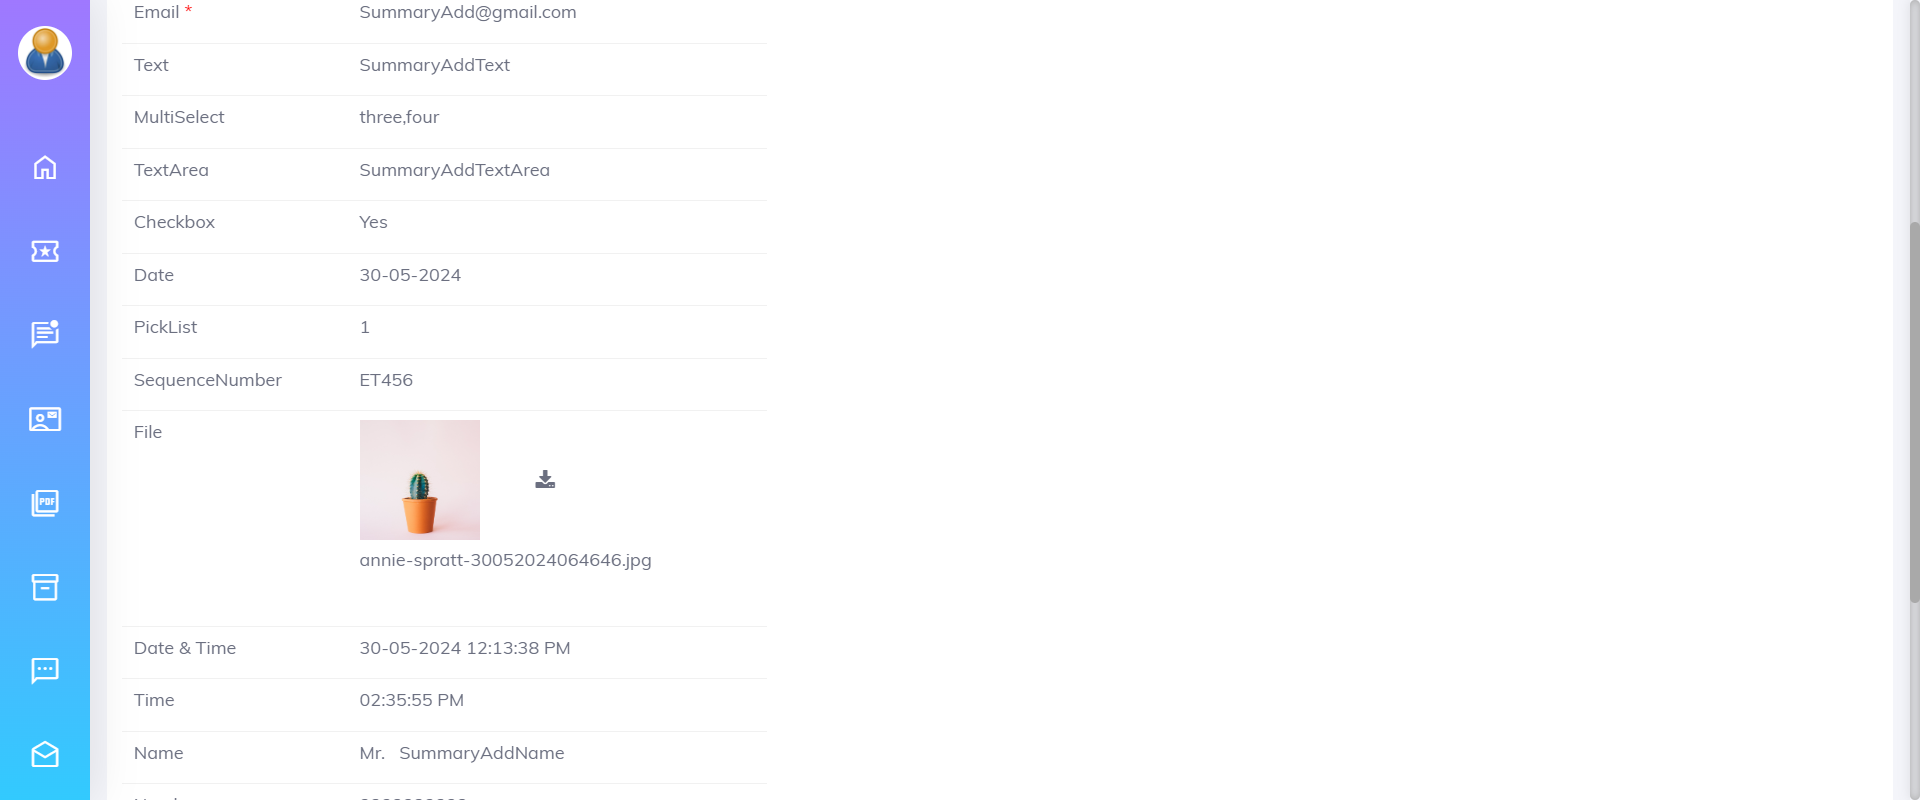 Email * SummaryAdd@gmail.com
Text SummaryAddText
MultiSelect three,four
TextArea SummaryAddTextArea
Checkbox Yes
Date 30-05-2024
PickList 1
SequenceNumber ET456
File
annie-spratt-30052024064646.jpg
Date & Time 30-05-2024 12:13:38 PM
Time 02:35:55 PM
Name Mr. SummaryAddName
PDF